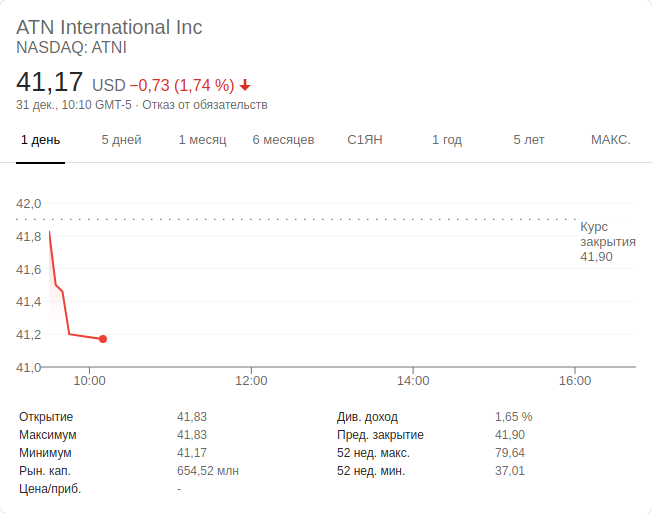 ATN International Inc
NASDAQ: ATNI
41,17 USD −0,73 (1,74 %)
31 дек., 10:10 GMT-5 · Отказ от обязательств
1 день 5 дней 1 месяц 6 месяцев С1ЯН 1 год 5 лет МАКС.
42,0
41,8
41,6
41,4
41,2
41,0
Курс
закрытия
41,90
10:00 12:00 14:00 16:00
Открытие 41,83 Див. доход 1,65 %
Максимум 41,83 Пред. закрытие 41,90
Минимум 41,17 52 нед. макс. 79,64
Рын. кап. 654,52 млн 52 нед. мин. 37,01
Цена/приб. -